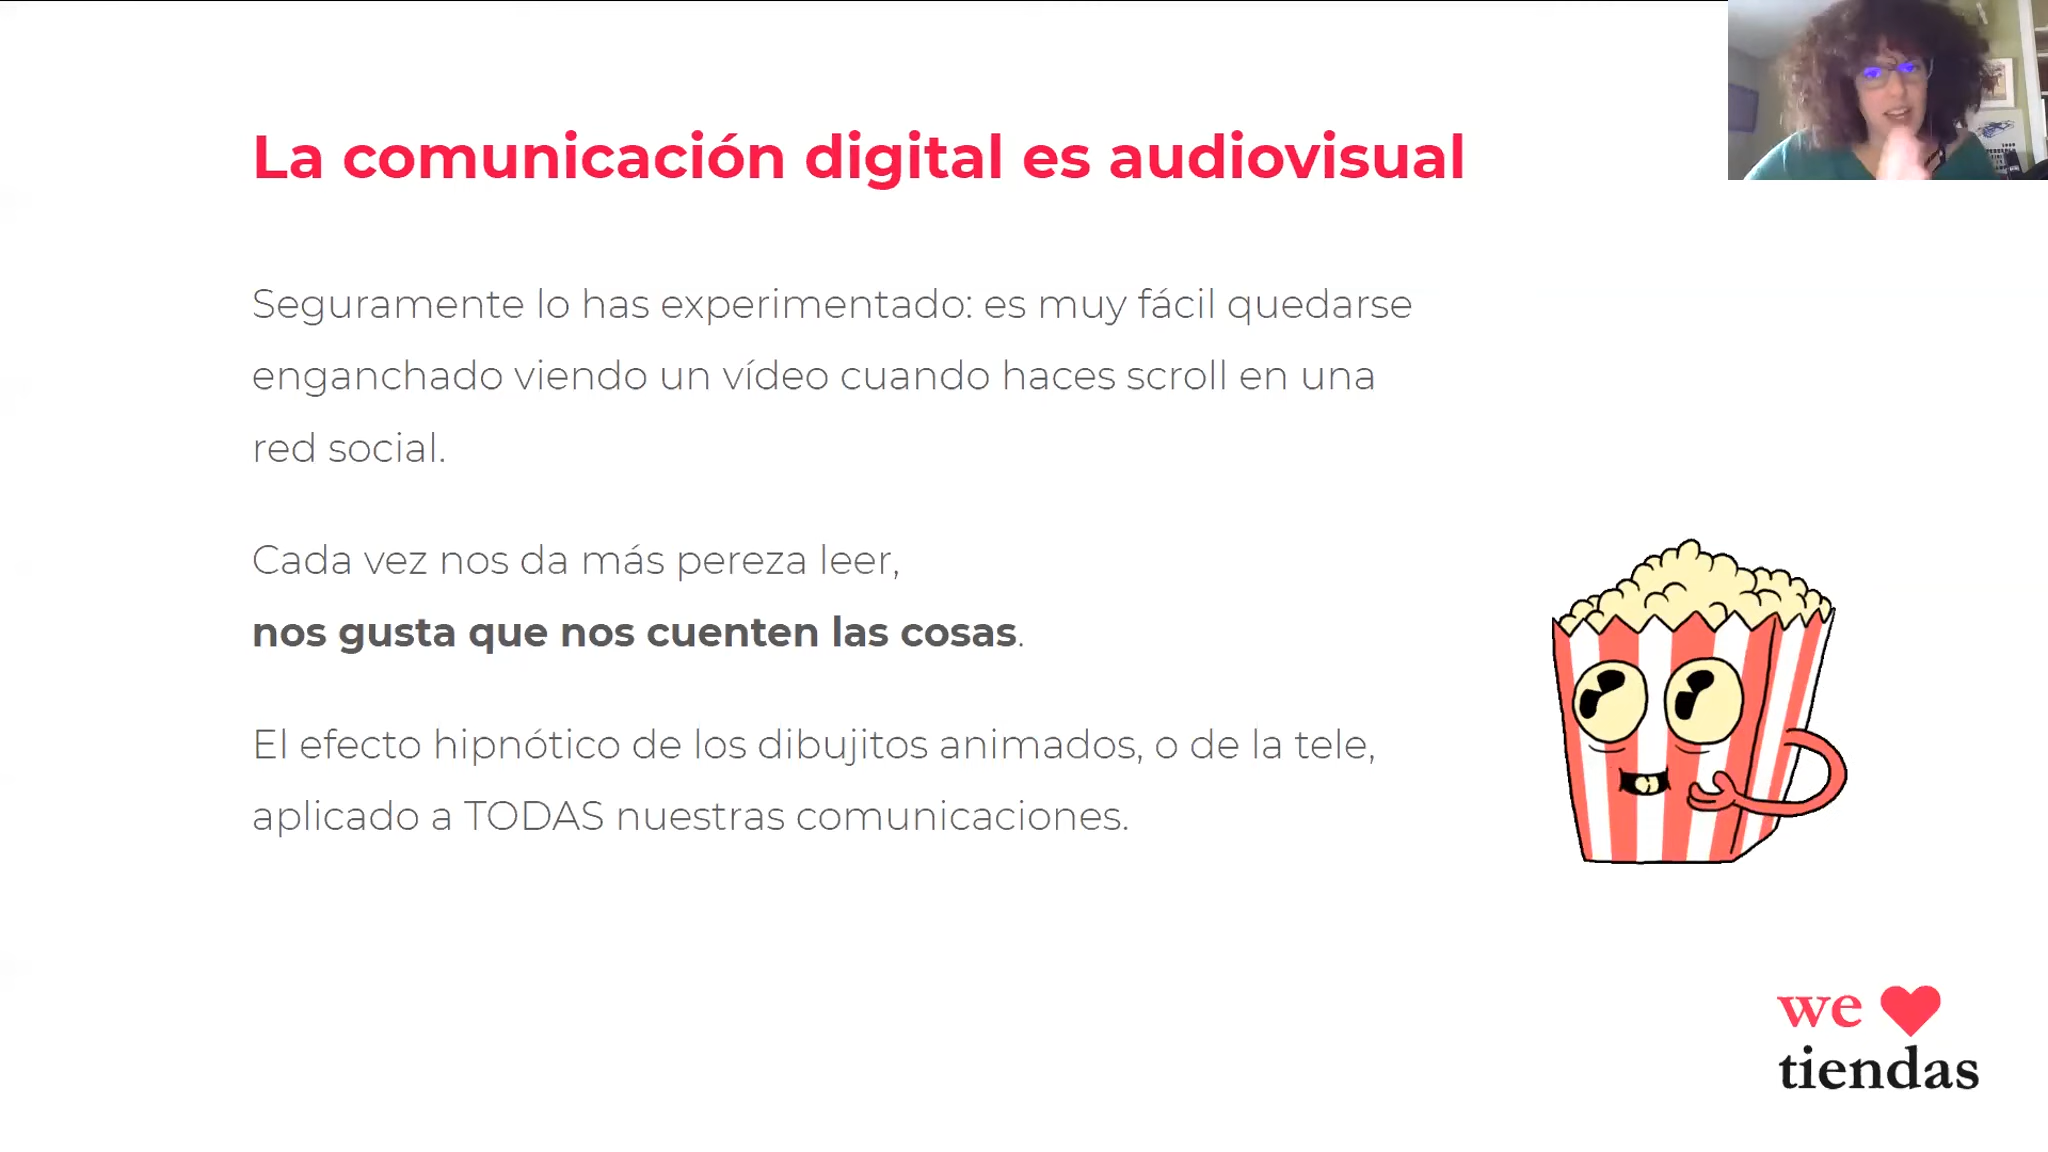 La comunicación digital es audiovisual
Seguramente lo has experimentado: es muy fácil quedarse
enganchado viendo un vídeo cuando haces scroll en una
red social.
Cada vez nos da más pereza leer,
nos gusta que nos cuenten las cosas.
El efecto hipnótico de los dibujitos animados, o de la tele,
aplicado a TODAS nuestras comunicaciones.
we
tiendas